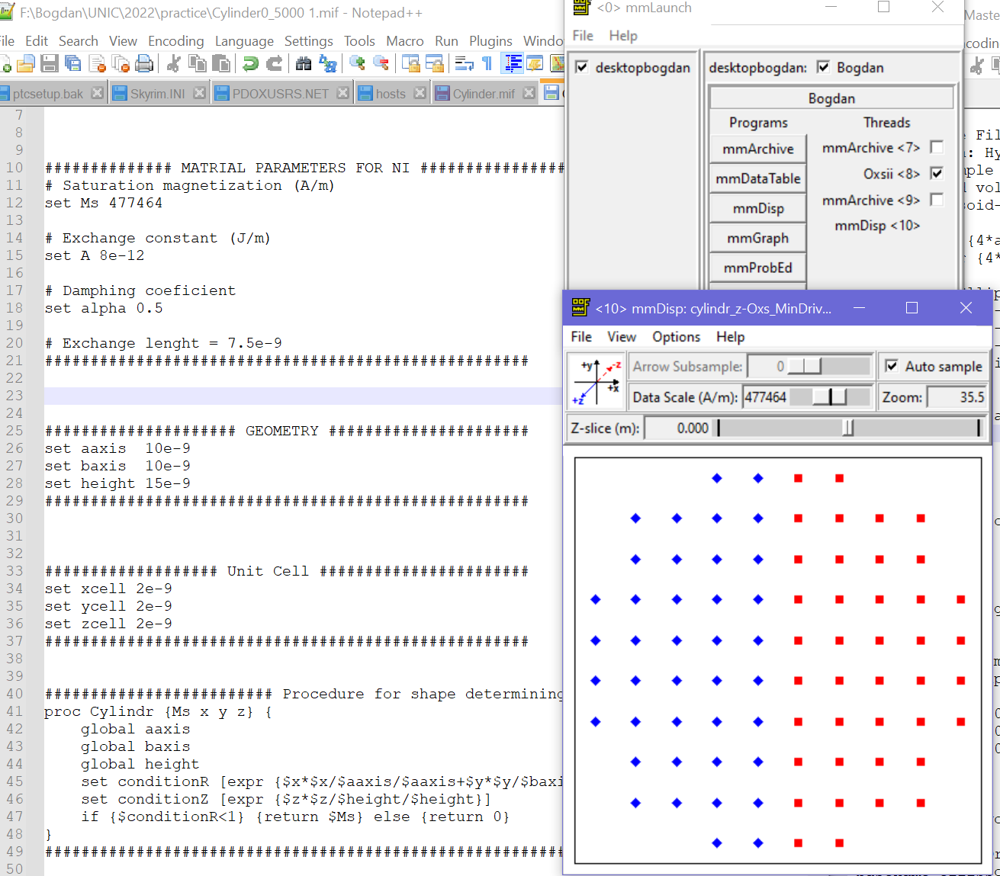 F:\Bogdan\UNIC\2022\practice\Cylinder0_5000 1.mif - Notepad++
File Edit Search View Encoding Language Settings Tools Macro Run Plugins Windo
ptcsetup.bak Skyrim.INI PDOXUSRS.NET hosts Cylinder.mif
7
8
9
10 ############## MATRIAL PARAMETERS FOR NI ################
11 # Saturation magnetization (A/m)
12 set Ms 477464
13
14 # Exchange constant (J/m)
15 set A 8e-12
16
17 # Damphing coeficient
18 set alpha 0.5
19
20 # Exchange lenght = 7.5e-9
21 #####################################################
22
23
24
25 ##################### GEOMETRY ######################
26 set aaxis  10e-9
27 set baxis  10e-9
28 set height 15e-9
29 #####################################################
30
31
32
33 ################### Unit Cell #######################
34 set xcell 2e-9
35 set ycell 2e-9
36 set zcell 2e-9
37 #####################################################
38
39
40 ######################### Procedure for shape determining
41 proc Cylindr {Ms x y z} {
42     global aaxis
43     global baxis
44     global height
45     set conditionR [expr {$x*$x/$aaxis/$aaxis+$y*$y/$baxi
46     set conditionZ [expr {$z*$z/$height/$height}]
47     if {$conditionR<1} {return $Ms} else {return 0}
48 }
49 #########################################################
50
<0> mmLaunch
File Help
desktopbogdan
desktopbogdan: Bogdan
Bogdan
Programs Threads
mmArchive mmArchive <7>
mmDataTable Oxsii <8>
mmDisp mmArchive <9>
mmGraph mmDisp <10>
mmProbEd
<10> mmDisp: cylindr_z-Oxs_MinDriv...
File View Options Help
+y -z +x +z
Arrow Subsample: 0 Auto sample
Data Scale (A/m): 477464 Zoom: 35.5
Z-slice (m): 0.000
Maste
codin
Fil
: Hy
ple
vol
soid-
{4*a
{4*